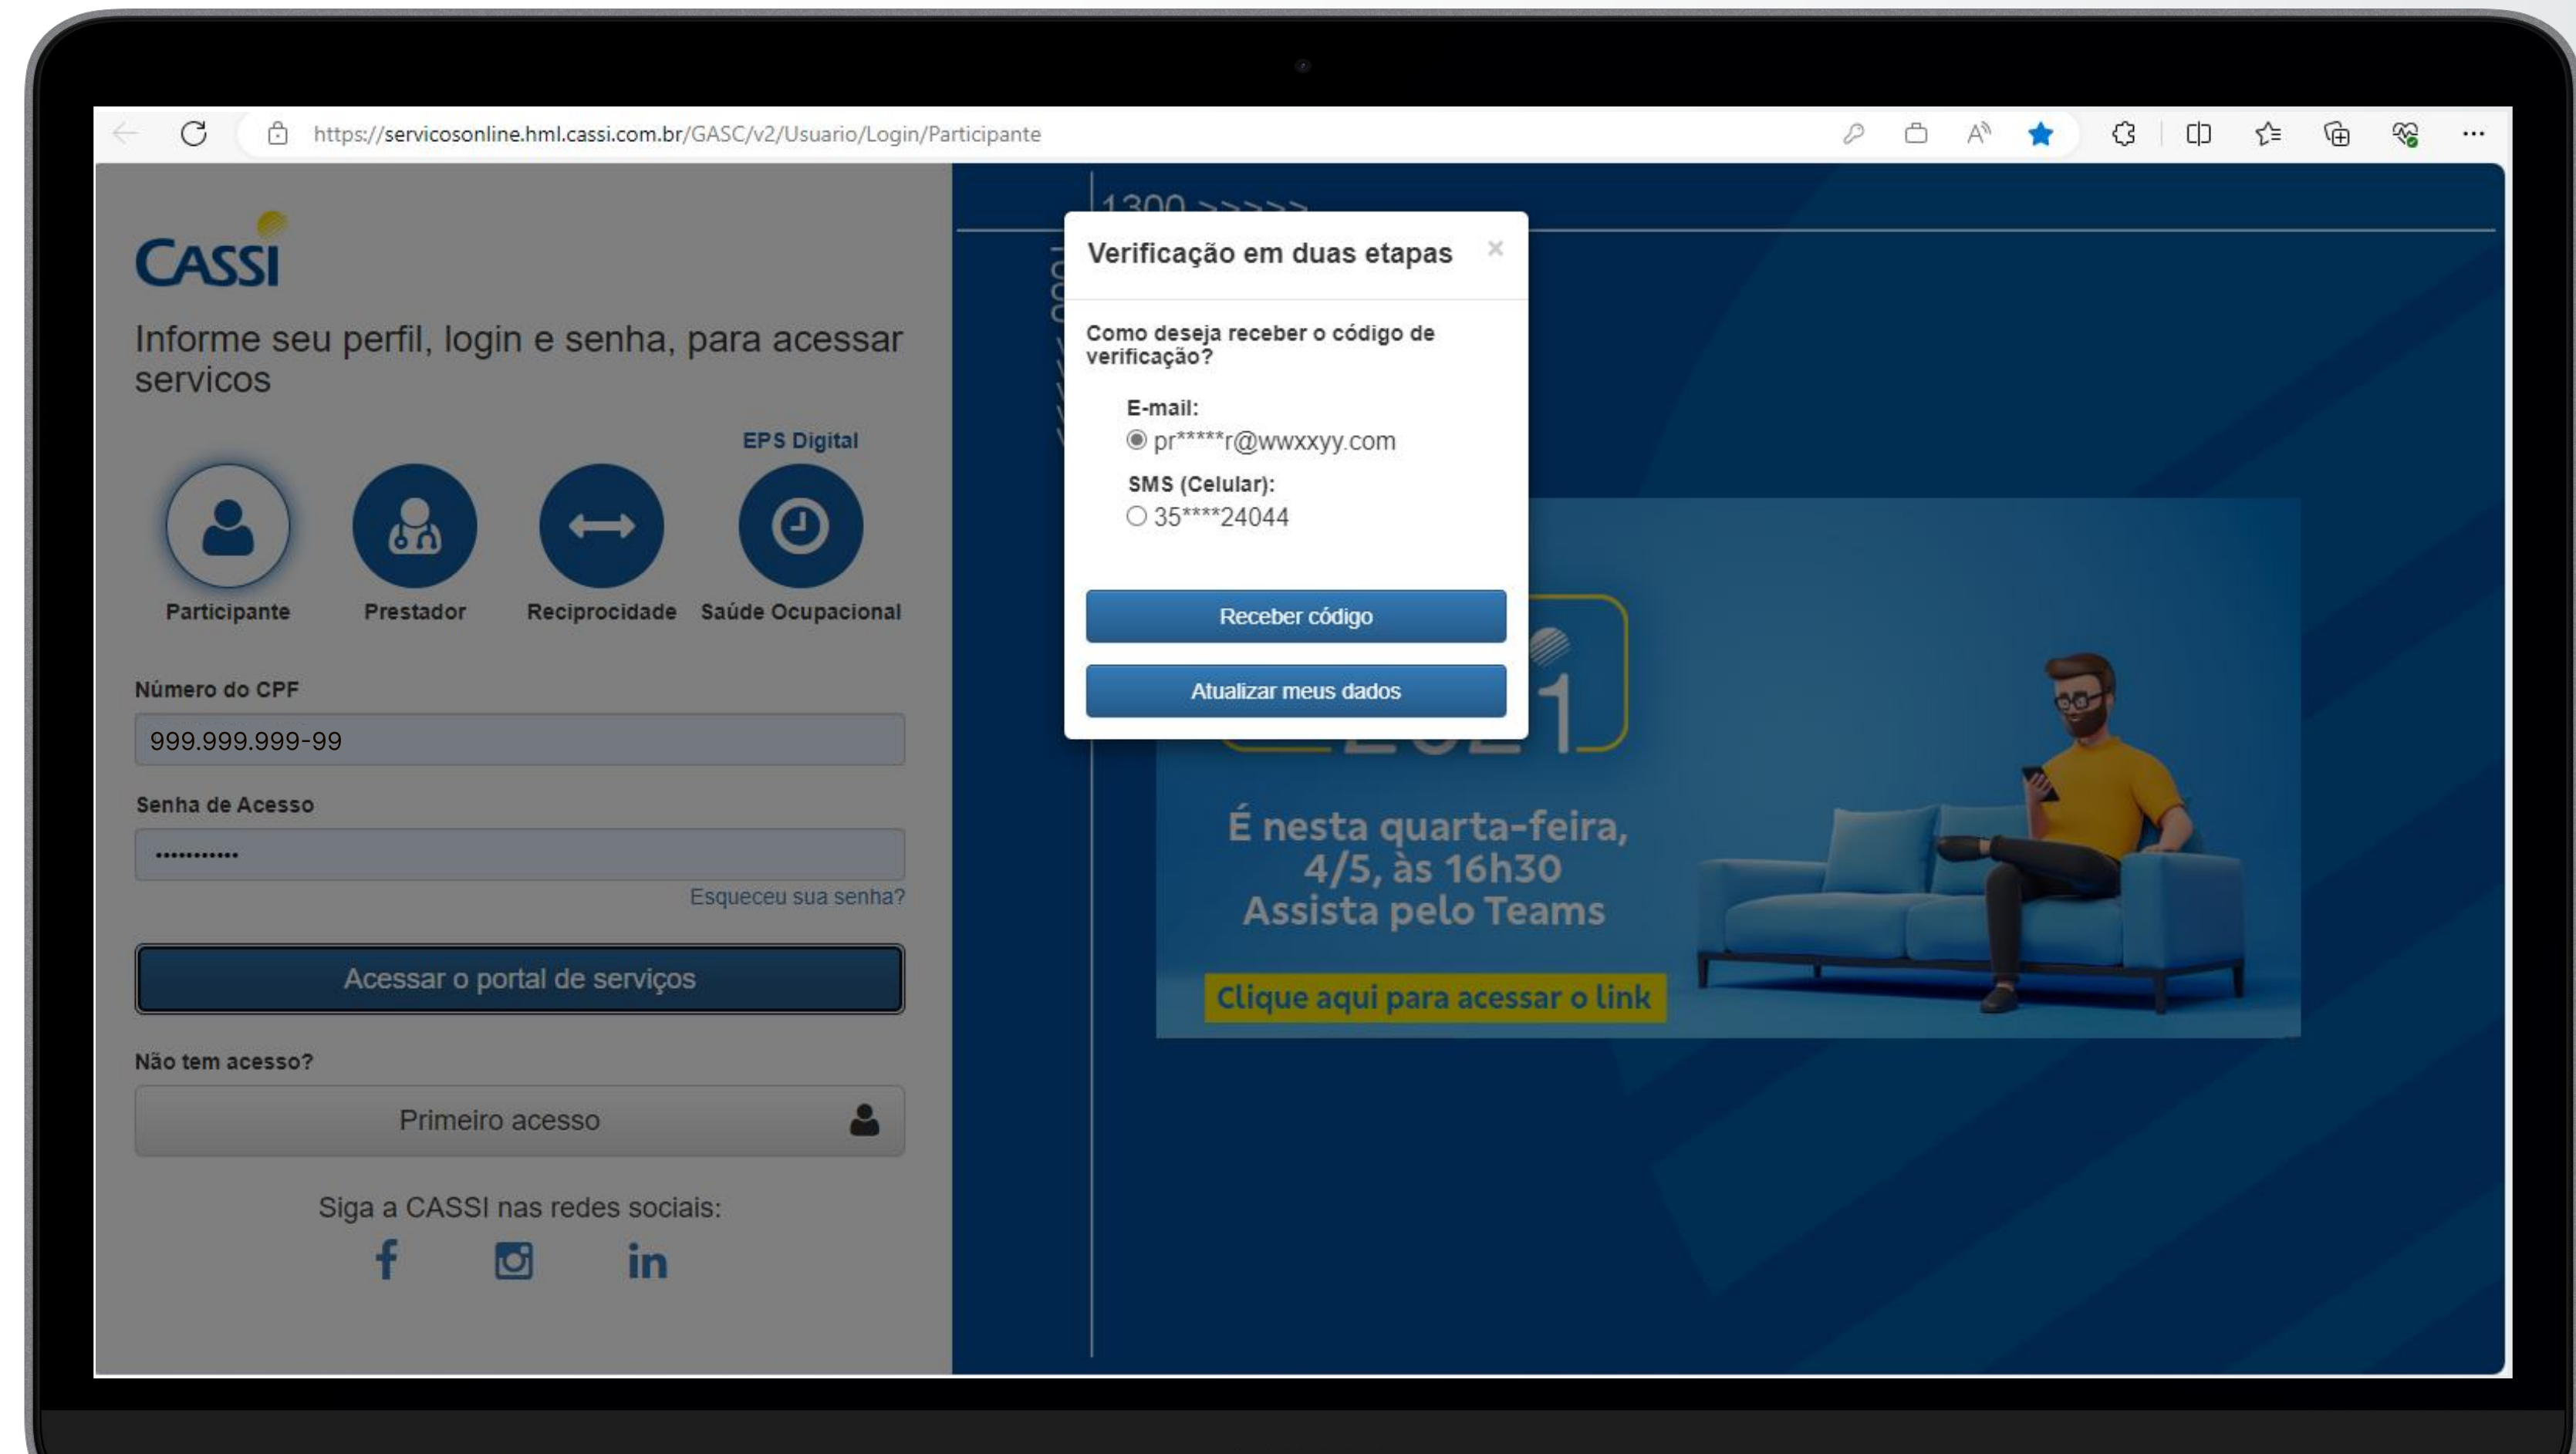 https://servicosonline.hml.cassi.com.br/GASC/v2/Usuario/Login/Participante
CASSI
Informe seu perfil, login e senha, para acessar
servicos
EPS Digital
Participante
Prestador
Reciprocidade
Saúde Ocupacional
Número do CPF
999.999.999-99
Senha de Acesso
•••••••••••
Esqueceu sua senha?
Acessar o portal de serviços
Não tem acesso?
Primeiro acesso
Siga a CASSI nas redes sociais:
f
in
1300 >>>>>
Verificação em duas etapas ×
Como deseja receber o código de
verificação?
E-mail:
pr*****r@wwxxyy.com
SMS (Celular):
35****24044
Receber código
Atualizar meus dados
É nesta quarta-feira,
4/5, às 16h30
Assista pelo Teams
Clique aqui para acessar o link